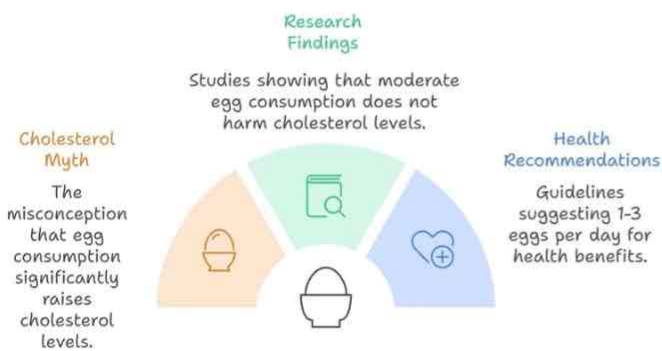 Research
Findings
Studies showing that moderate
egg consumption does not
harm cholesterol levels.
Cholesterol
Myth
The
misconception
that egg
consumption
significantly
raises
cholesterol
levels.
Health
Recommendations
Guidelines
suggesting 1-3
eggs per day for
health benefits.